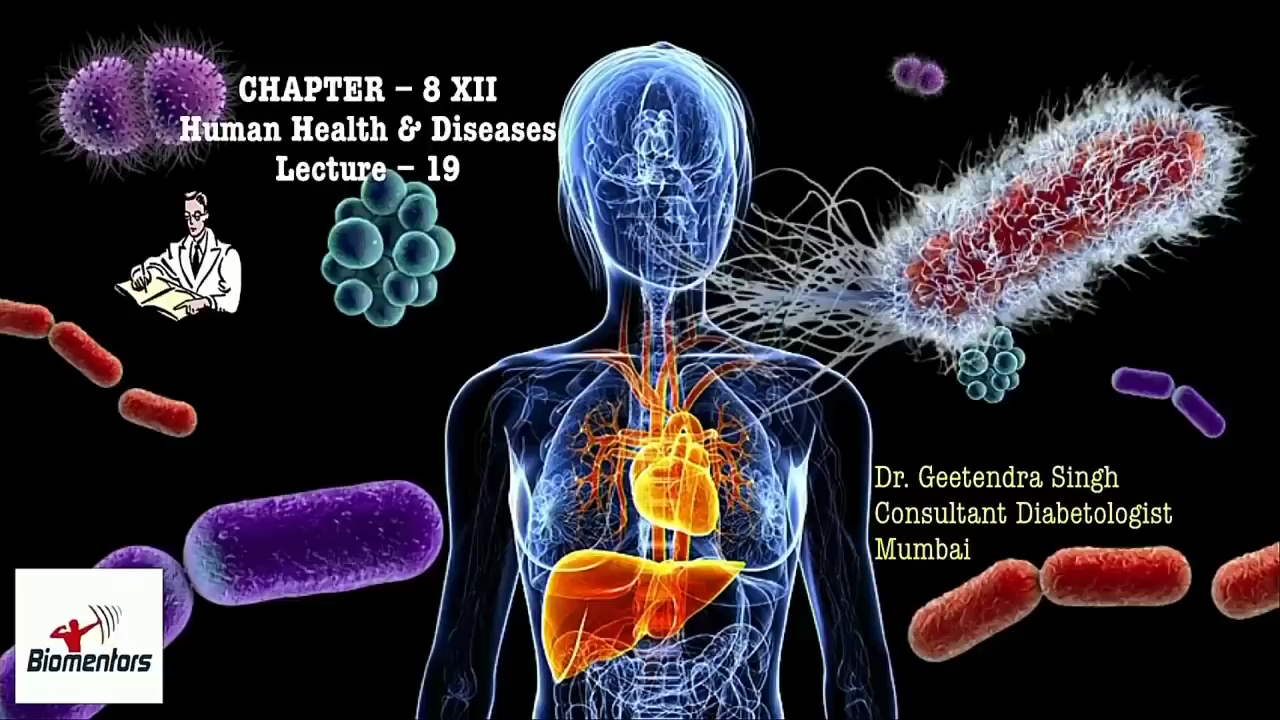 CHAPTER – 8 XII
Human Health & Diseases
Lecture – 19
Dr. Geetendra Singh
Consultant Diabetologist
Mumbai
Biomentors